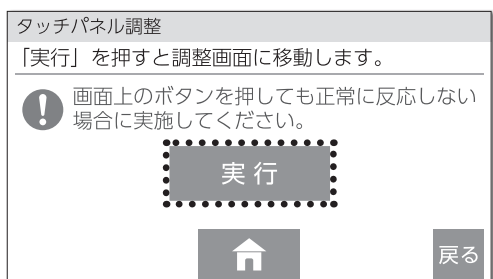 タッチパネル調整
「実行」を押すと調整画面に移動します。
画面上のボタンを押しても正常に反応しない
場合に実施してください。
実行
戻る